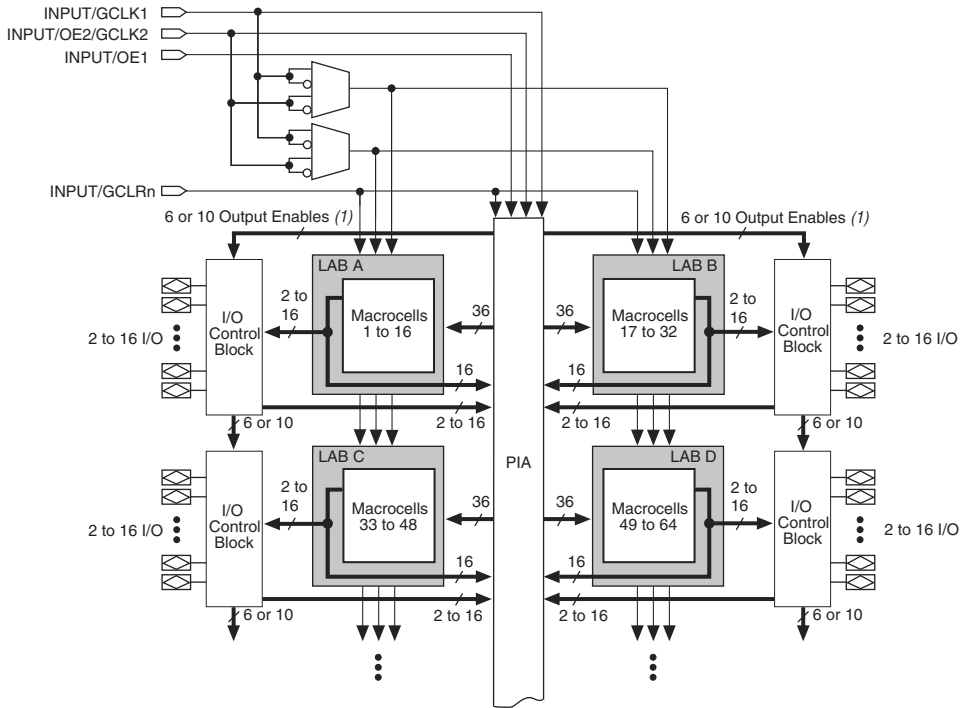 INPUT/GCLK1
INPUT/OE2/GCLK2
INPUT/OE1
INPUT/GCLRn
6 or 10 Output Enables (1)
6 or 10 Output Enables (1)
LAB A
LAB B
2 to 16 I/O
I/O
Control
Block
2 to
16
Macrocells
1 to 16
36
36
Macrocells
17 to 32
2 to
16
I/O
Control
Block
2 to 16 I/O
16
16
6 or 10
2 to 16
2 to 16
6 or 10
PIA
LAB C
LAB D
2 to 16 I/O
I/O
Control
Block
2 to
16
Macrocells
33 to 48
36
36
Macrocells
49 to 64
2 to
16
I/O
Control
Block
2 to 16 I/O
16
16
6 or 10
2 to 16
2 to 16
6 or 10